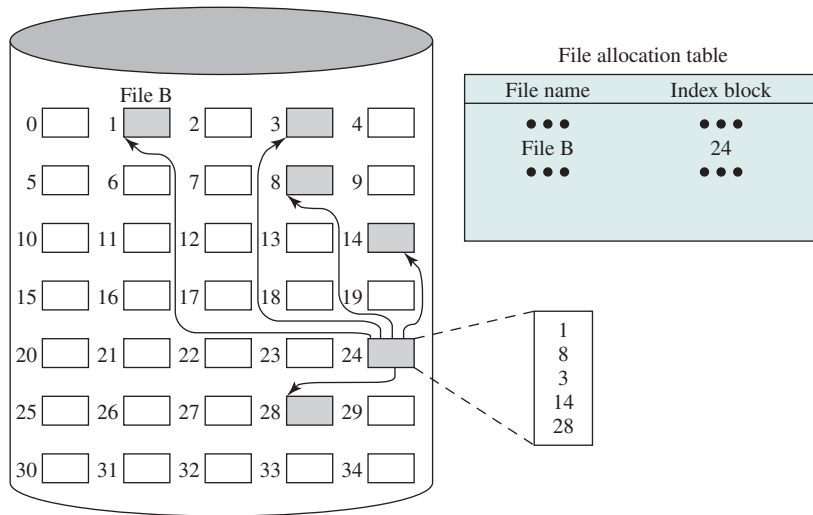 File B
0 1 2 3 4
5 6 7 8 9
10 11 12 13 14
15 16 17 18 19
20 21 22 23 24
25 26 27 28 29
30 31 32 33 34
File allocation table
File name Index block
••• •••
File B 24
••• •••
1
8
3
14
28